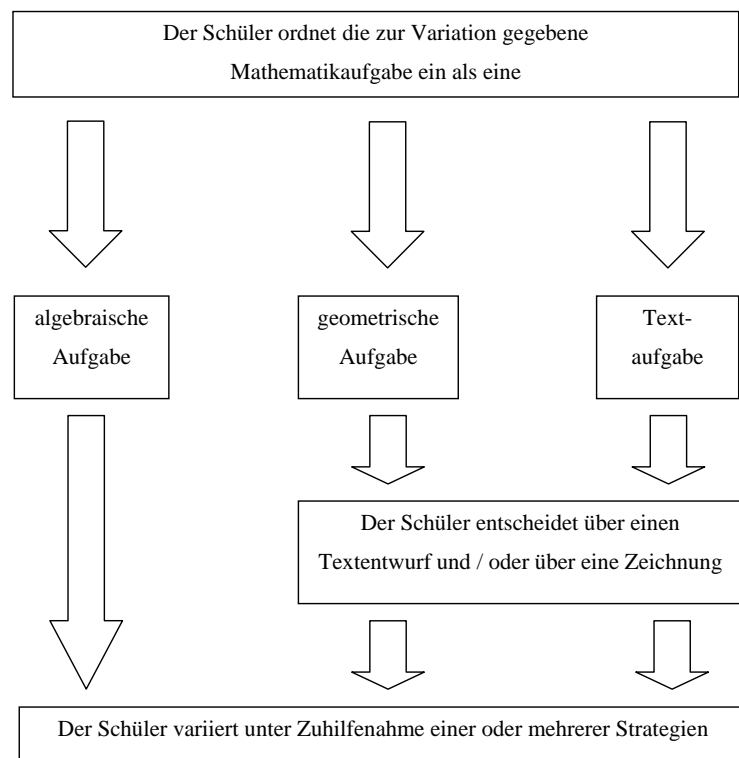 Der Schüler ordnet die zur Variation gegebene
Mathematikaufgabe ein als eine
algebraische
Aufgabe
geometrische
Aufgabe
Text-
aufgabe
Der Schüler entscheidet über einen
Textentwurf und / oder über eine Zeichnung
Der Schüler variiert unter Zuhilfenahme einer oder mehrerer Strategien